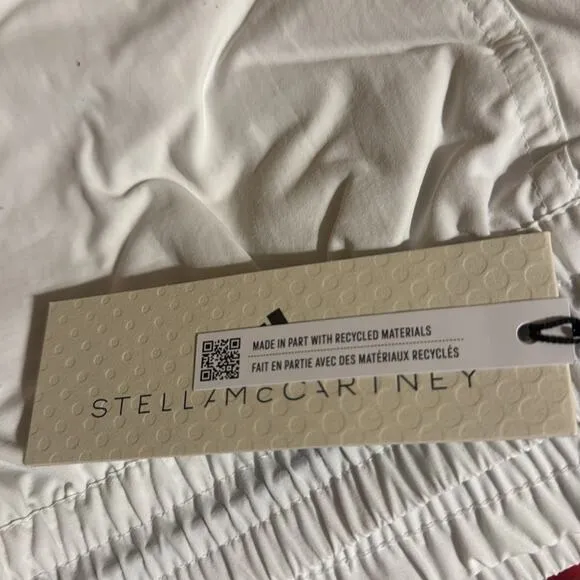 MADE IN PART WITH RECYCLED MATERIALS
FAIT EN PARTIE AVEC DES MATÉRIAUX RECYCLÉS
STELLAMcCARTNEY